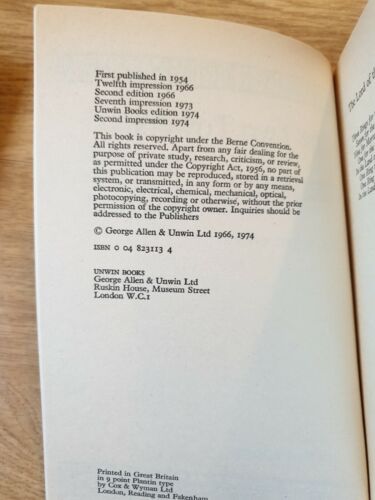 First published in 1954
Twelfth impression 1966
Second edition 1966
Seventh impression 1973
Unwin Books edition 1974
Second impression 1974
This book is copyright under the Berne Convention.
All rights reserved. Apart from any fair dealing for the
purpose of private study, research, criticism, or review,
as permitted under the Copyright Act, 1956, no part of
this publication may be reproduced, stored in a retrieval
system, or transmitted, in any form or by any means,
electronic, electrical, chemical, mechanical, optical,
photocopying, recording or otherwise, without the prior
permission of the copyright owner. Inquiries should be
addressed to the Publishers
© George Allen & Unwin Ltd 1966, 1974
ISBN 0 04 823113 4
UNWIN BOOKS
George Allen & Unwin Ltd
Ruskin House, Museum Street
London W.C.1
Printed in Great Britain
in 9 point Plantin type
by Cox & Wyman Ltd
London, Reading and Fakenham
The Land of